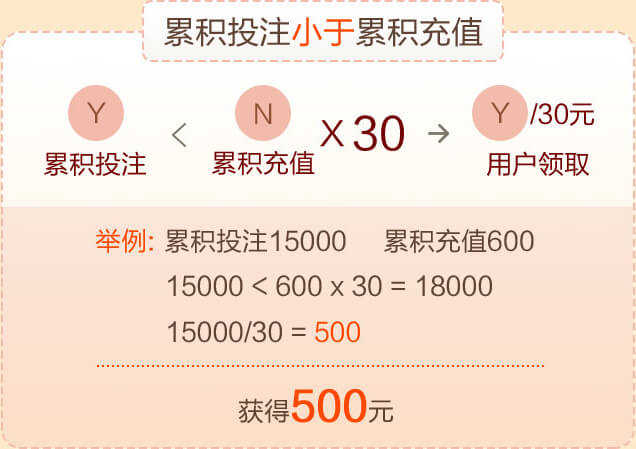 累积投注小于累积充值
Y < N X 30 → Y/30元
累积投注 累积充值 用户领取
举例: 累积投注15000 累积充值600
15000 < 600 x 30 = 18000
15000/30 = 500
获得500元